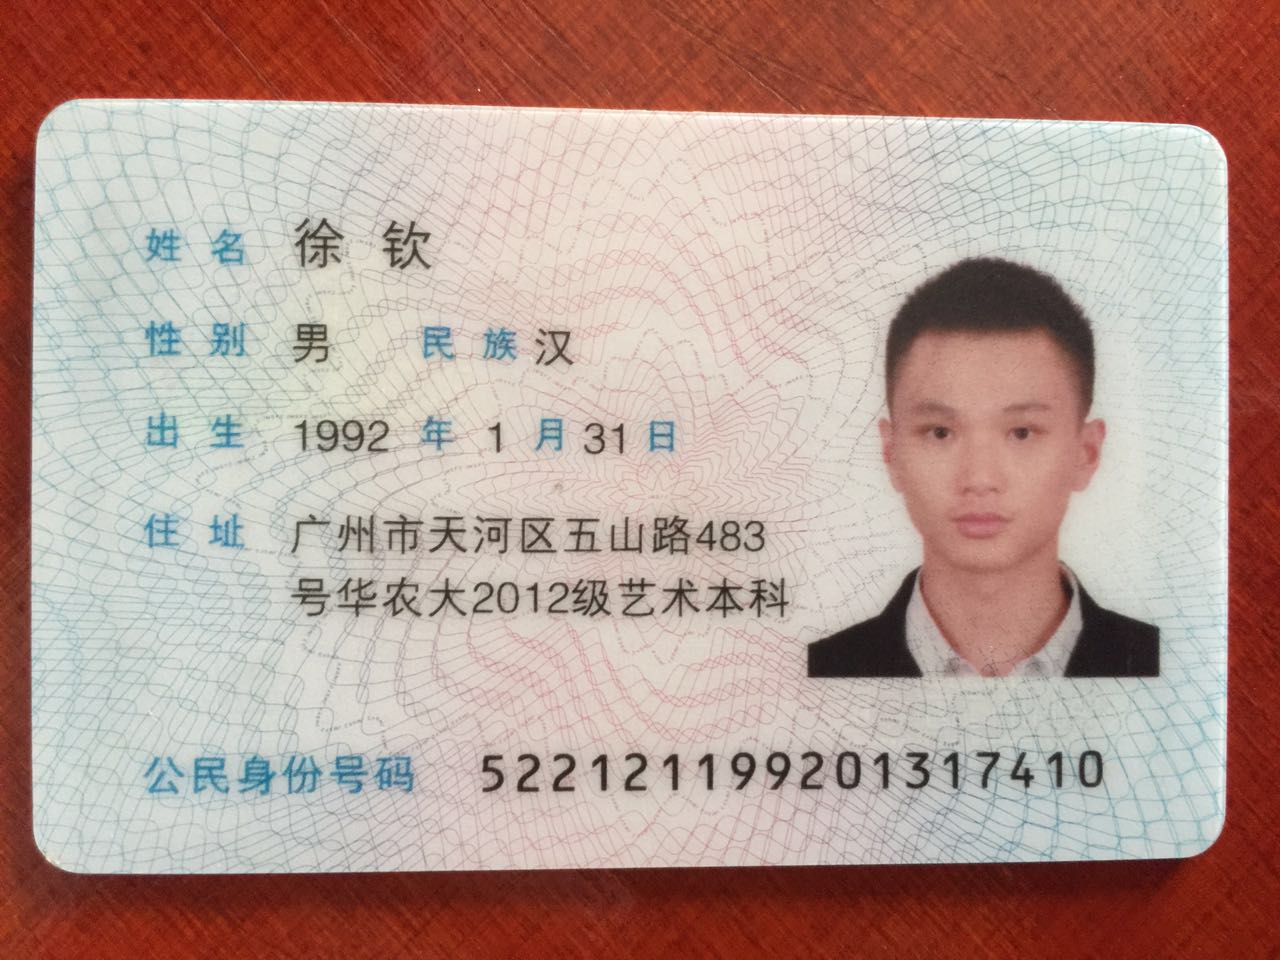 姓名 徐钦
性别 男 民族 汉
出生 1992 年 1 月 31 日
住址 广州市天河区五山路483
号华农大2012级艺术本科
公民身份号码 522121199201317410